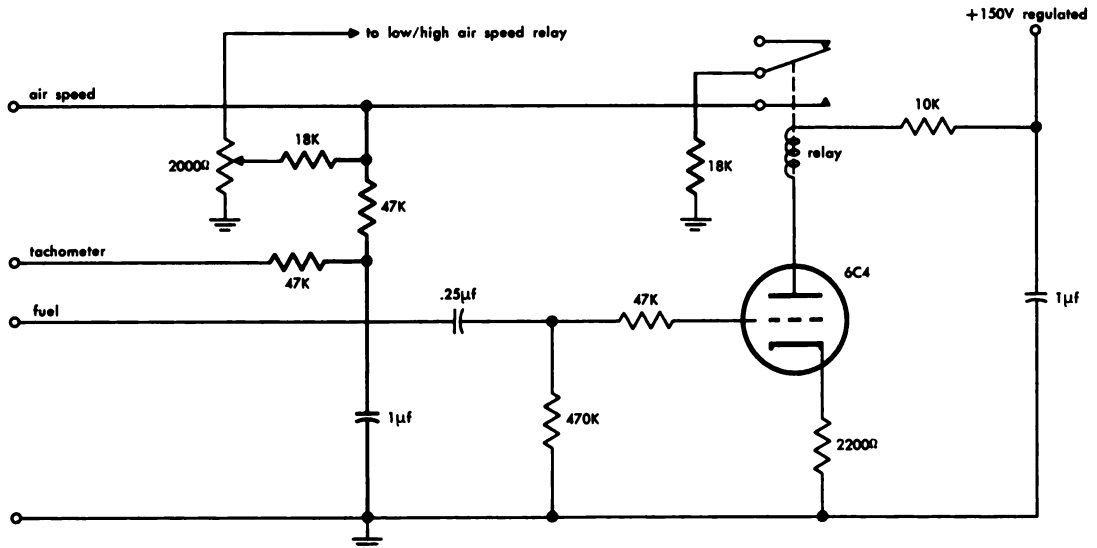 +150V regulated
to low/high air speed relay
air speed
10K
18K
2000Ω
relay
18K
47K
tachometer
47K
6C4
fuel
.25µf
47K
1µf
1µf
470K
2200Ω